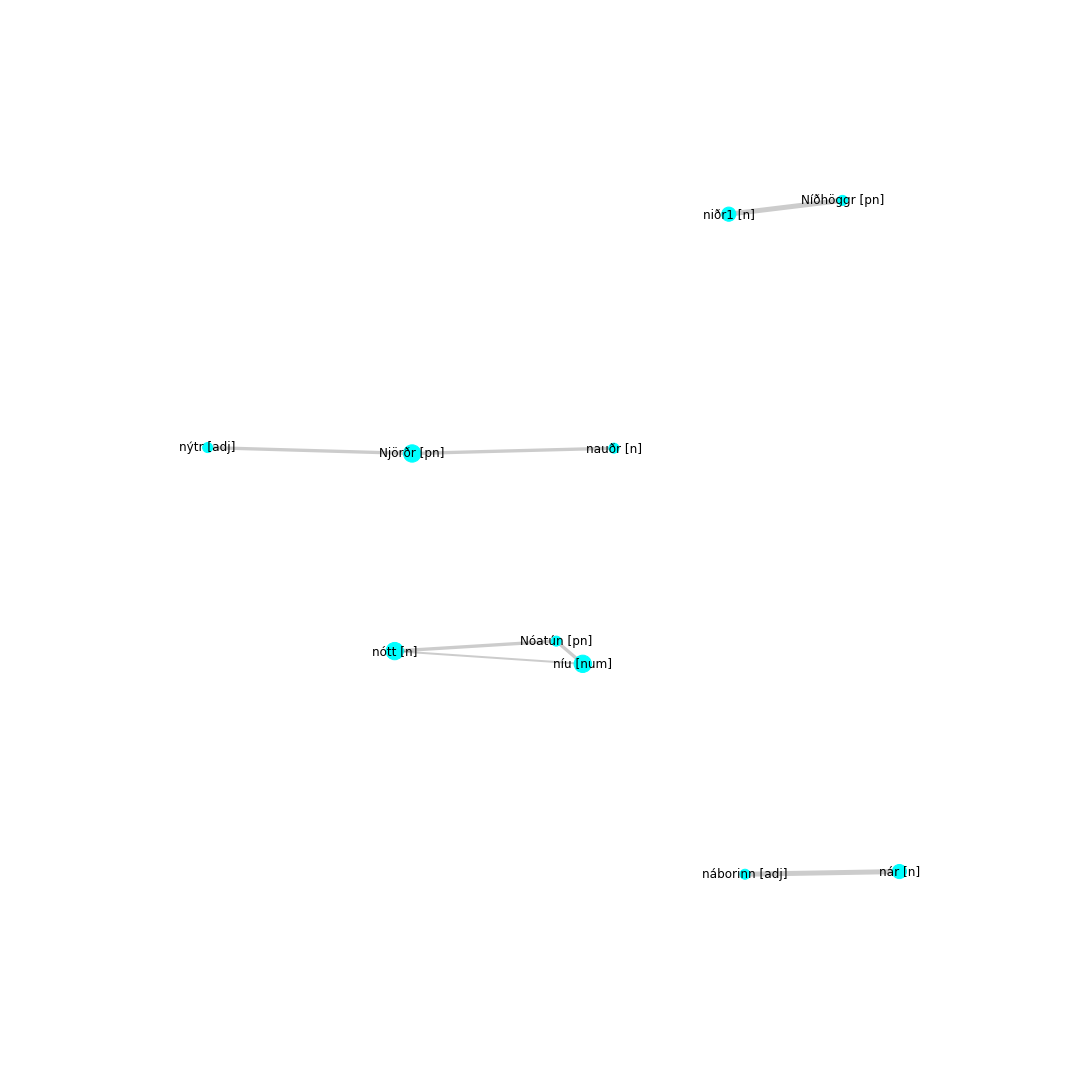 Níðhöggr [pn]
niðr1 [n]
nýtr [adj]
Njörðr [pn]
nauðr [n]
Nóatún [pn]
nótt [n]
níu [num]
náborinn [adj]
nár [n]